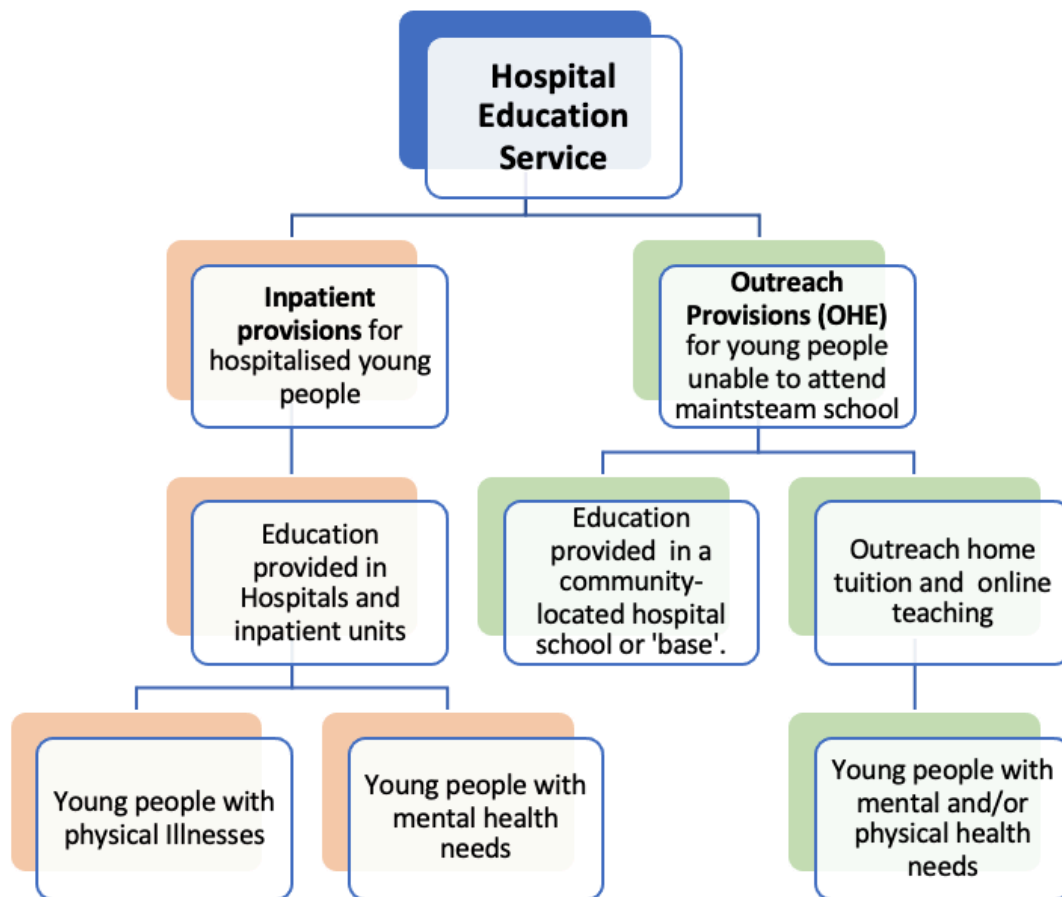 Hospital
Education
Service
Inpatient
provisions for
hospitalised young
people
Outreach
Provisions (OHE)
for young people
unable to attend
maintsteam school
Education
provided in
Hospitals and
inpatient units
Education
provided in a
community-
located hospital
school or 'base'.
Outreach home
tuition and online
teaching
Young people with
physical Illnesses
Young people with
mental health
needs
Young people with
mental and/or
physical health
needs